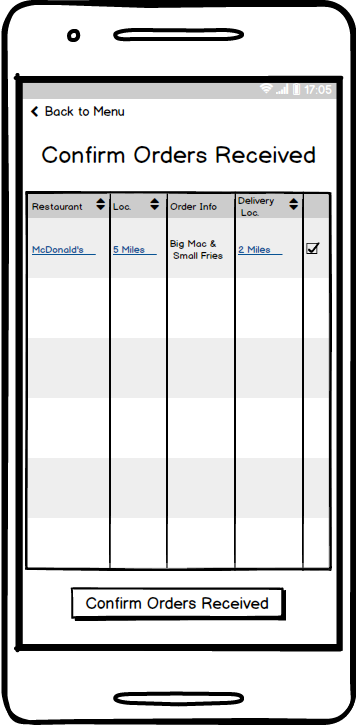 17:05
Back to Menu
Confirm Orders Received
Restaurant Loc. Order Info Delivery
Loc.
McDonald's 5 Miles Big Mac & 2 Miles
Small Fries
Confirm Orders Received